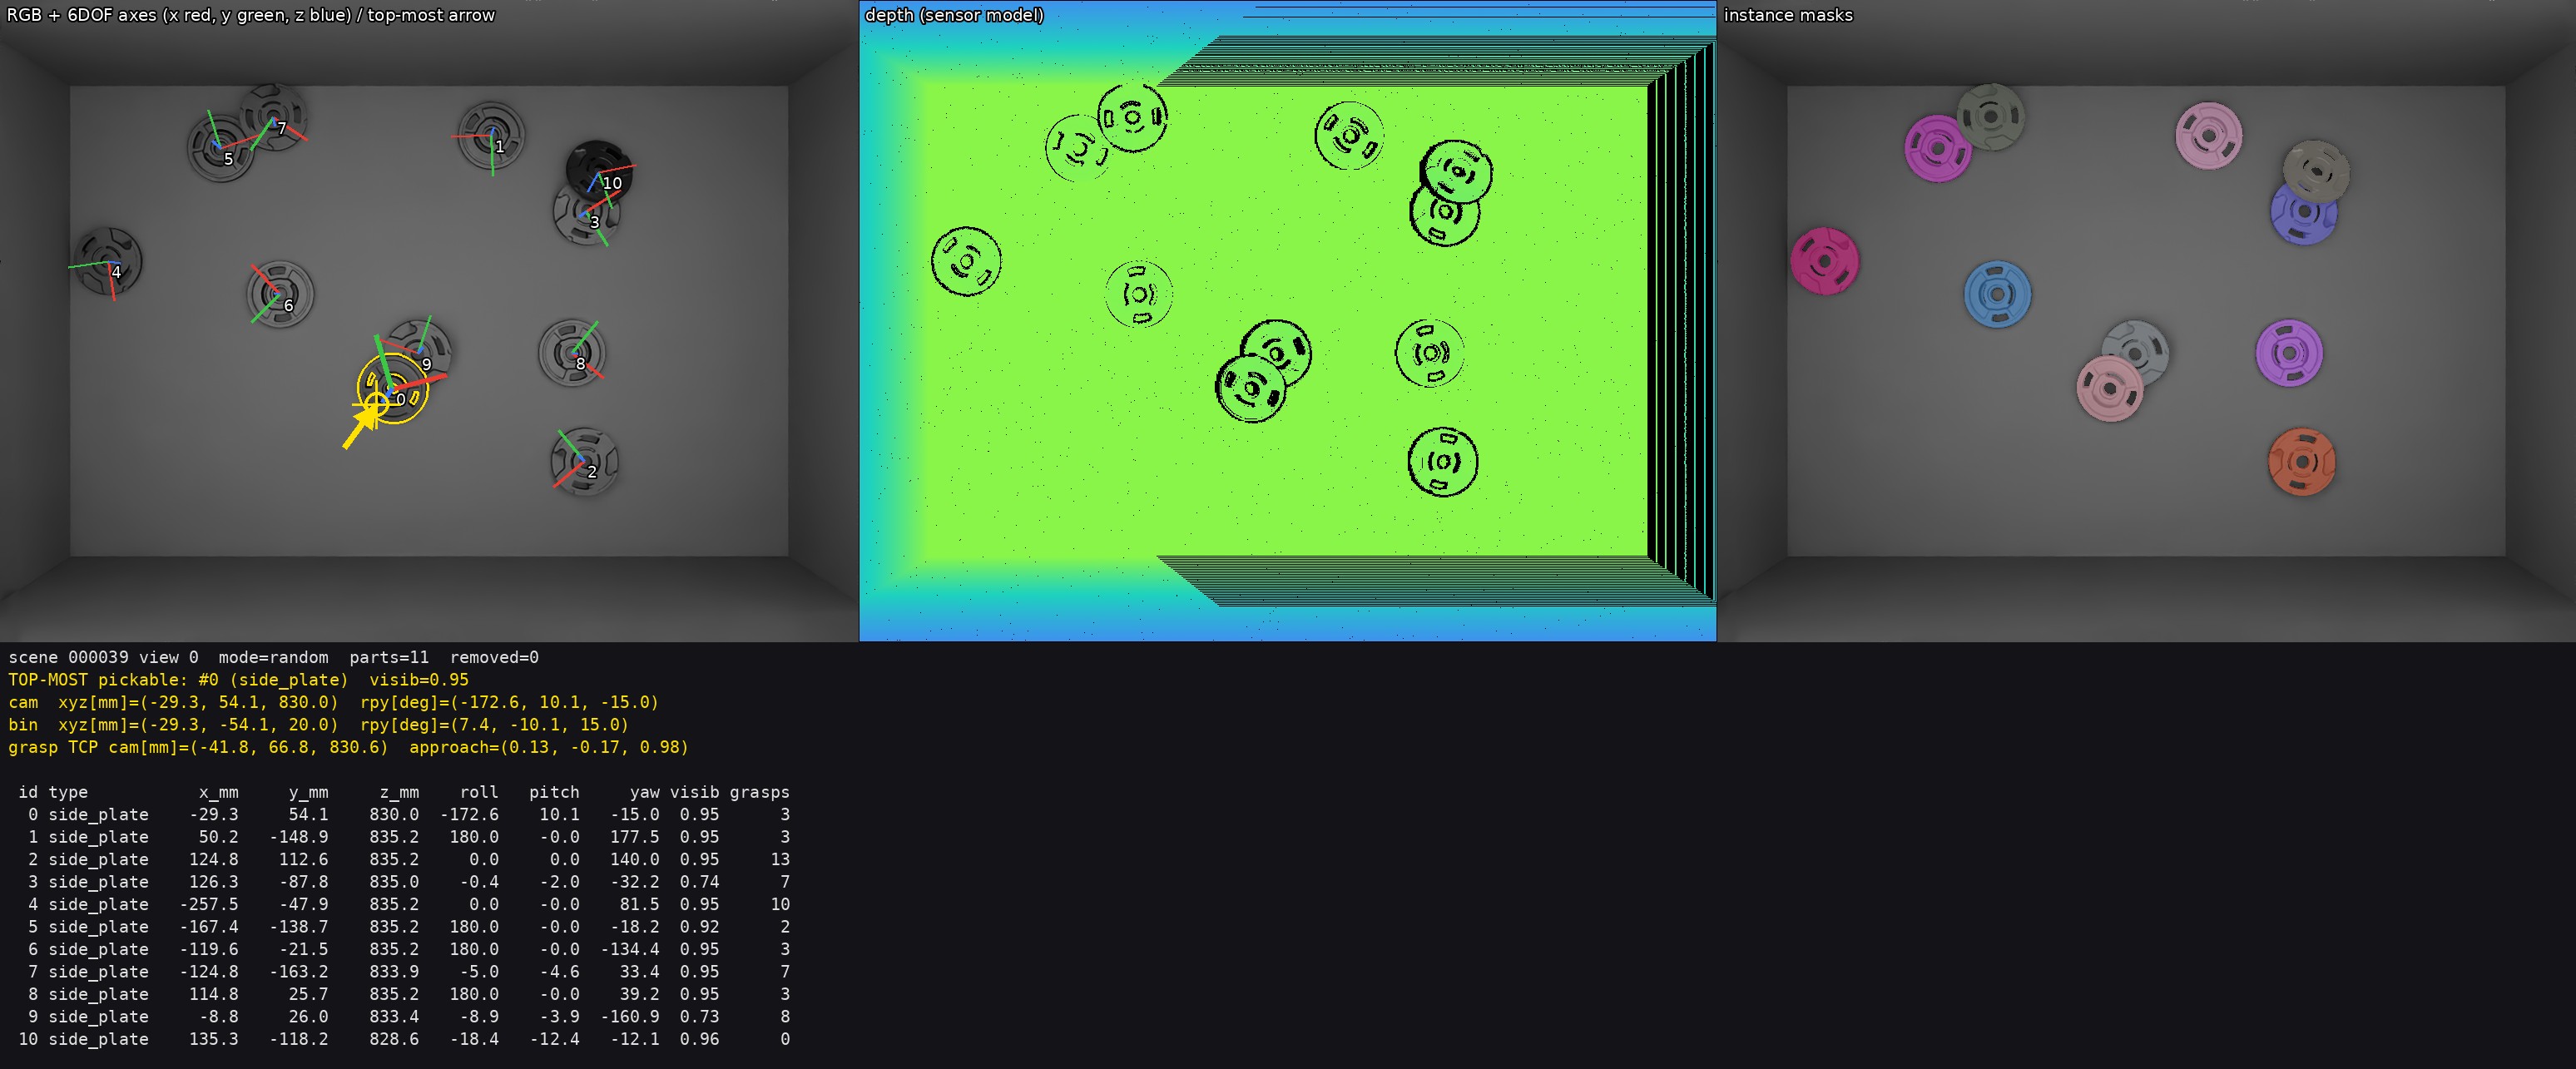 RGB + 6DOF axes (x red, y green, z blue) / top-most arrow
depth (sensor model)
instance masks
7
5
1
10
3
4
6
9
8
0
2
scene 000039 view 0  mode=random  parts=11  removed=0
TOP-MOST pickable: #0 (side_plate)  visib=0.95
cam  xyz[mm]=(-29.3, 54.1, 830.0)  rpy[deg]=(-172.6, 10.1, -15.0)
bin  xyz[mm]=(-29.3, -54.1, 20.0)  rpy[deg]=(7.4, -10.1, 15.0)
grasp TCP cam[mm]=(-41.8, 66.8, 830.6)  approach=(0.13, -0.17, 0.98)
id type x_mm y_mm z_mm roll pitch yaw visib grasps
0 side_plate -29.3 54.1 830.0 -172.6 10.1 -15.0 0.95 3
1 side_plate 50.2 -148.9 835.2 180.0 -0.0 177.5 0.95 3
2 side_plate 124.8 112.6 835.2 0.0 0.0 140.0 0.95 13
3 side_plate 126.3 -87.8 835.0 -0.4 -2.0 -32.2 0.74 7
4 side_plate -257.5 -47.9 835.2 0.0 -0.0 81.5 0.95 10
5 side_plate -167.4 -138.7 835.2 180.0 -0.0 -18.2 0.92 2
6 side_plate -119.6 -21.5 835.2 180.0 -0.0 -134.4 0.95 3
7 side_plate -124.8 -163.2 833.9 -5.0 -4.6 33.4 0.95 7
8 side_plate 114.8 25.7 835.2 180.0 -0.0 39.2 0.95 3
9 side_plate -8.8 26.0 833.4 -8.9 -3.9 -160.9 0.73 8
10 side_plate 135.3 -118.2 828.6 -18.4 -12.4 -12.1 0.96 0